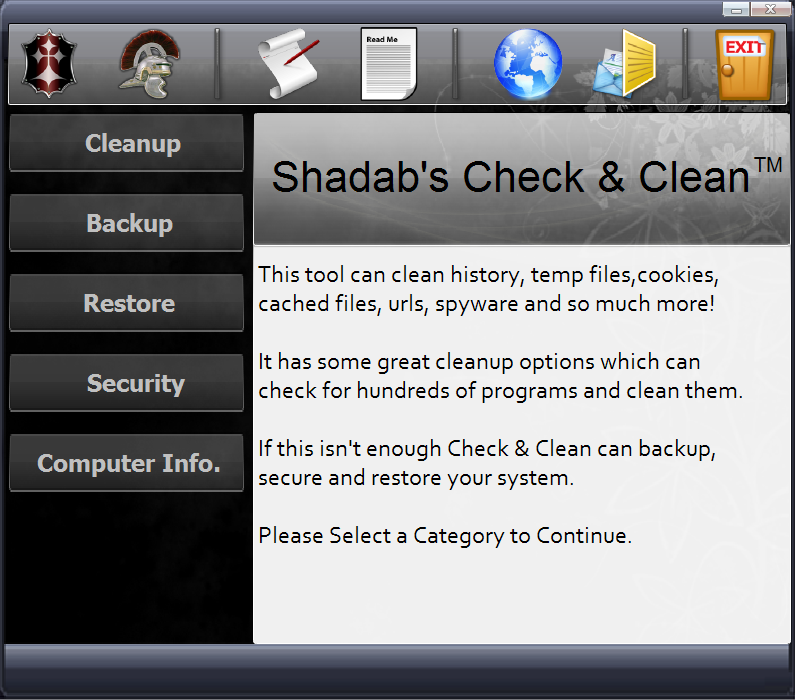 Read Me
EXIT
Cleanup
Backup
Restore
Security
Computer Info.
Shadab's Check & Clean™
This tool can clean history, temp files,cookies,
cached files, urls, spyware and so much more!
It has some great cleanup options which can
check for hundreds of programs and clean them.
If this isn't enough Check & Clean can backup,
secure and restore your system.
Please Select a Category to Continue.